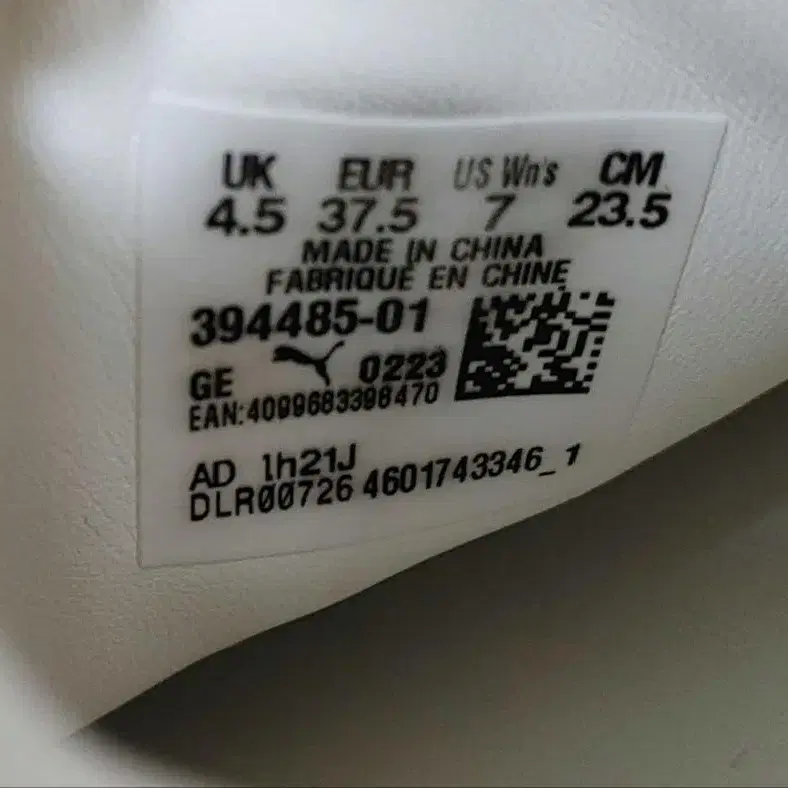 UK EUR US Wn's CM
4.5 37.5 7 23.5
MADE IN CHINA
FABRIQUÉ EN CHINE
394485-01
GE 0223
EAN:4099683398470
AD 1h21J
DLR00726 4601743346_1